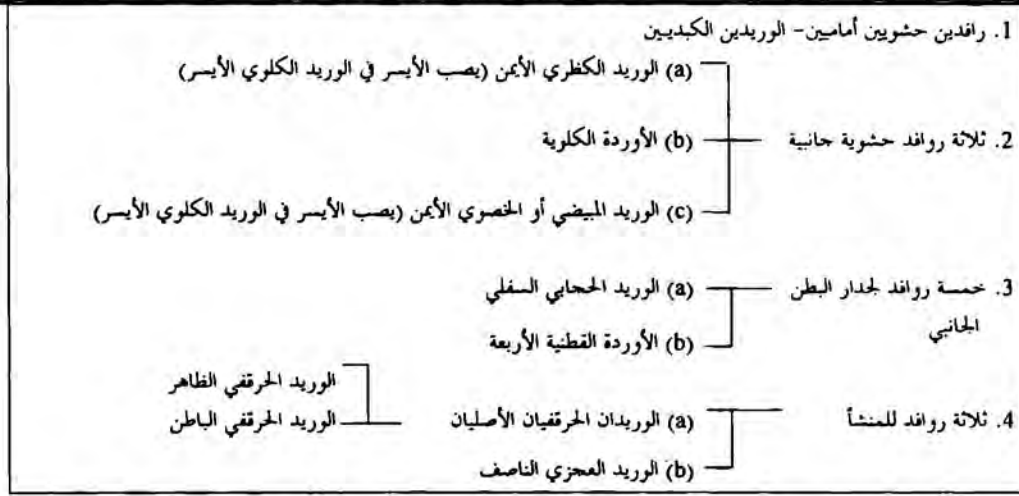 1. رافدين حشويين أماميين- الوريدين الكبديين
(a) الوريد الكظري الأيمن (يصب الأيسر في الوريد الكلوي الأيسر)
2. ثلاثة روافد حشوية جانبية
(b) الأوردة الكلوية
(c) الوريد المبيضي أو الخصوي الأيمن (يصب الأيسر في الوريد الكلوي الأيسر)
3. خمسة روافد لجدار البطن
الجانبي
(a) الوريد الحجابي السفلي
(b) الأوردة القطنية الأربعة
4. ثلاثة روافد للمنشأ
(a) الوريدان الحرقفيان الأصليان
الوريد الحرقفي الظاهر
الوريد الحرقفي الباطن
(b) الوريد العجزي الناصف